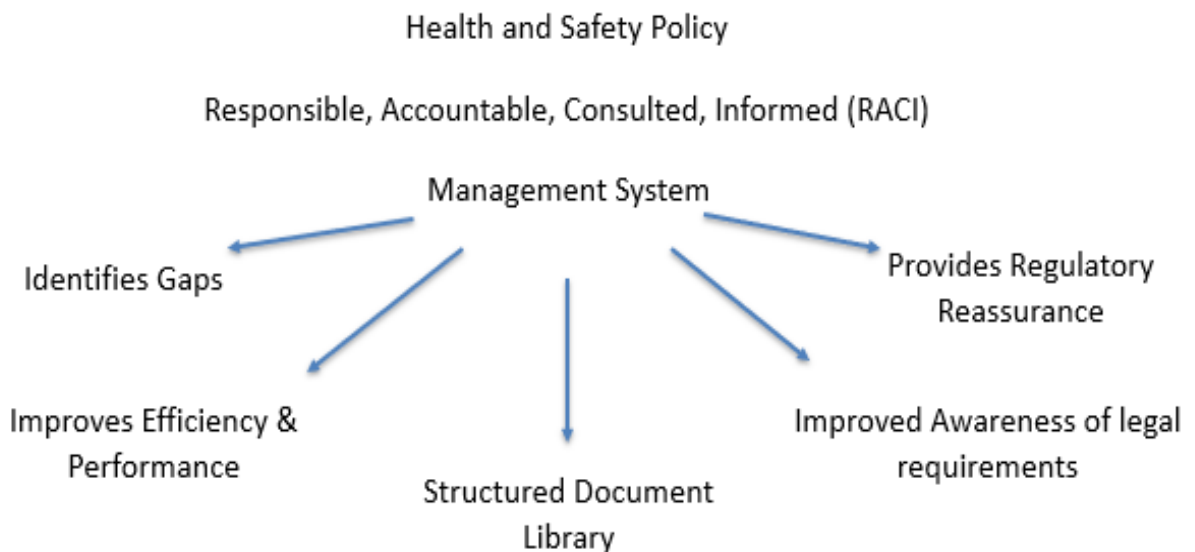 Health and Safety Policy
Responsible, Accountable, Consulted, Informed (RACI)
Management System
Identifies Gaps
Provides Regulatory
Reassurance
Improves Efficiency &
Performance
Improved Awareness of legal
requirements
Structured Document
Library